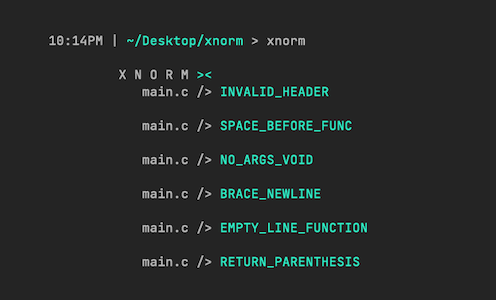 10:14PM | ~/Desktop/xnorm > xnorm
X N O R M ><
main.c /> INVALID_HEADER
main.c /> SPACE_BEFORE_FUNC
main.c /> NO_ARGS_VOID
main.c /> BRACE_NEWLINE
main.c /> EMPTY_LINE_FUNCTION
main.c /> RETURN_PARENTHESIS